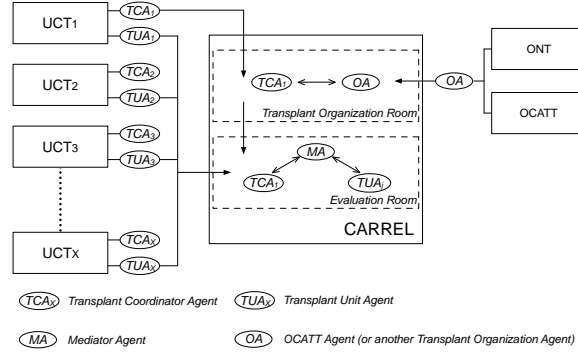 UCT1
TCA1
TUA1
UCT2
TCA2
TUA2
UCT3
TCA3
TUA3
UCTX
TCAX
TUAX
TCA1
OA
Transplant Organization Room
MA
TCA1
TUAj
Evaluation Room
CARREL
OA
ONT
OCATT
TCAX Transplant Coordinator Agent
TUAX Transplant Unit Agent
MA Mediator Agent
OA OCATT Agent (or another Transplant Organization Agent)